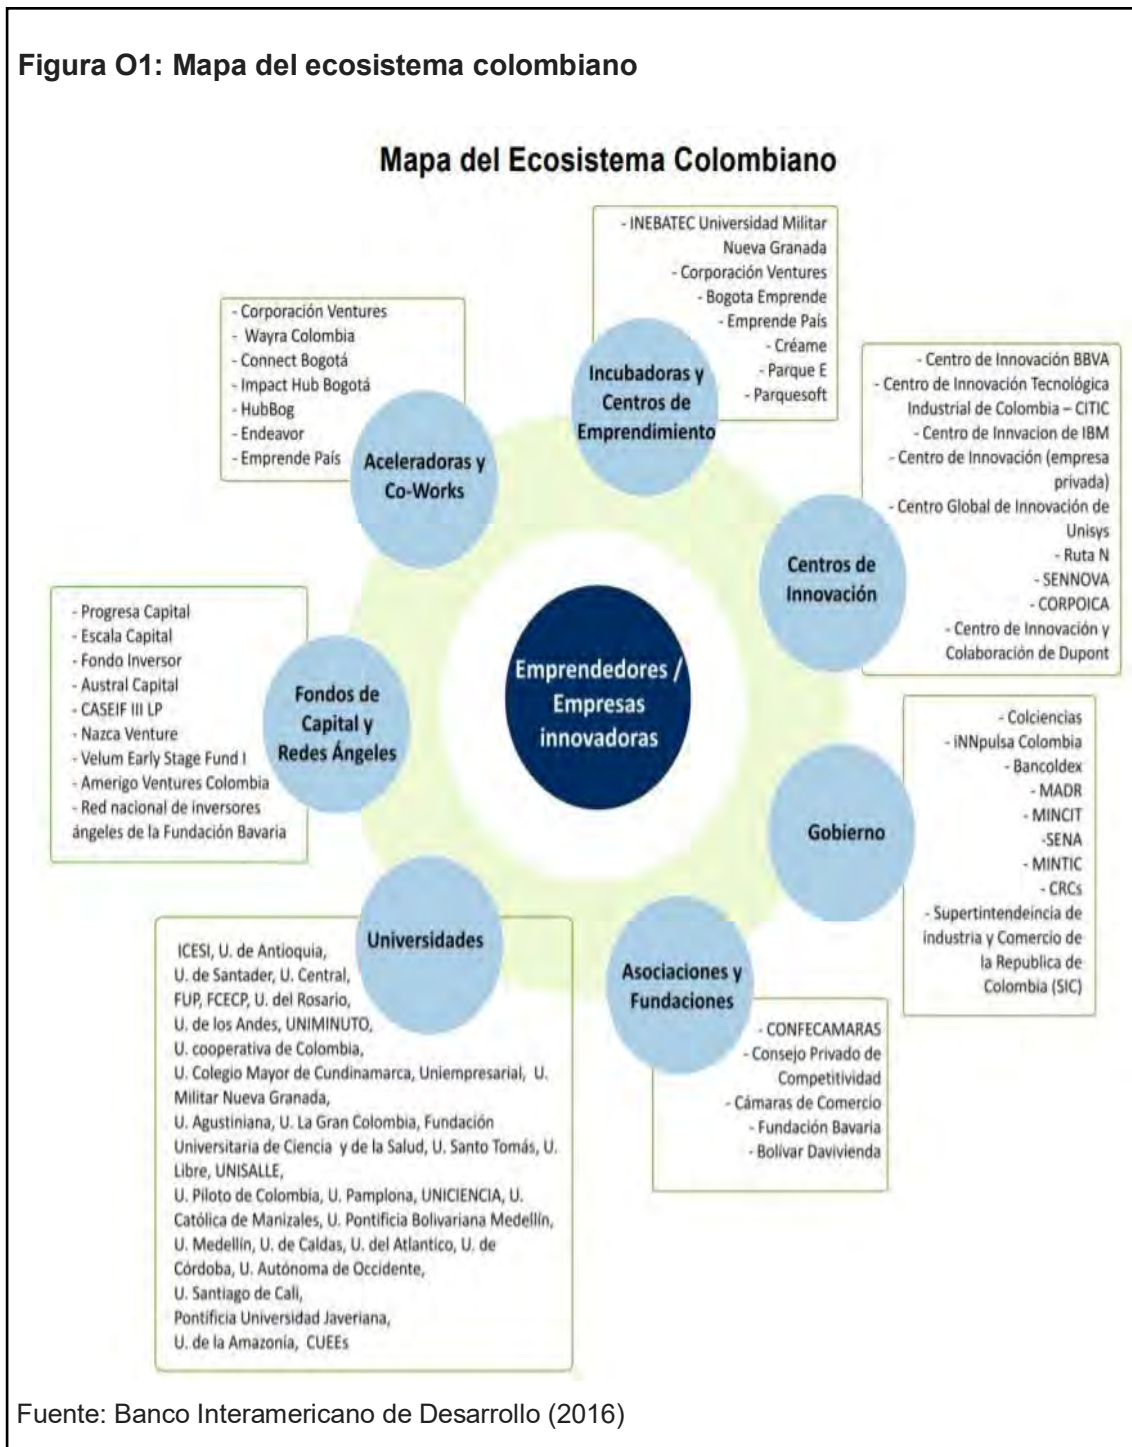 Figura O1: Mapa del ecosistema colombiano
Mapa del Ecosistema Colombiano
- INEBATEC Universidad Militar
Nueva Granada
- Corporación Ventures
- Bogota Emprende
- Emprende País
- Créame
- Parque E
- Parquesoft
Incubadoras y
Centros de
Emprendimiento
- Corporación Ventures
- Wayra Colombia
- Connect Bogotá
- Impact Hub Bogotá
- HubBog
- Endeavor
- Emprende País
Aceleradoras y
Co-Works
- Centro de Innovación BBVA
- Centro de Innovación Tecnológica
Industrial de Colombia – CITIC
- Centro de Innvacion de IBM
- Centro de Innovación (empresa
privada)
- Centro Global de Innovación de
Unisys
- Ruta N
- SENNOVA
- CORPOICA
- Centro de Innovación y
Colaboración de Dupont
Centros de
Innovación
- Progresa Capital
- Escala Capital
- Fondo Inversor
- Austral Capital
- CASEIF III LP
- Nazca Venture
- Velum Early Stage Fund I
- Amerigo Ventures Colombia
- Red nacional de inversores
ángeles de la Fundación Bavaria
Fondos de
Capital y
Redes Ángeles
Emprendedores /
Empresas
innovadoras
- Colciencias
- iNNpulsa Colombia
- Bancoldex
- MADR
- MINCIT
-SENA
- MINTIC
- CRCs
- Supertintendeincia de
industria y Comercio de
la Republica de
Colombia (SIC)
Gobierno
Universidades
ICESI, U. de Antioquia,
U. de Santader, U. Central,
FUP, FCECP, U. del Rosario,
U. de los Andes, UNIMINUTO,
U. cooperativa de Colombia,
U. Colegio Mayor de Cundinamarca, Uniempresarial, U.
Militar Nueva Granada,
U. Agustiniana, U. La Gran Colombia, Fundación
Universitaria de Ciencia y de la Salud, U. Santo Tomás, U.
Libre, UNISALLE,
U. Piloto de Colombia, U. Pamplona, UNICIENCIA, U.
Católica de Manizales, U. Pontificia Bolivariana Medellín,
U. Medellín, U. de Caldas, U. del Atlantico, U. de
Córdoba, U. Autónoma de Occidente,
U. Santiago de Cali,
Pontificia Universidad Javeriana,
U. de la Amazonía, CUEEs
Asociaciones y
Fundaciones
- CONFECAMARAS
- Consejo Privado de
Competitividad
- Cámaras de Comercio
- Fundación Bavaria
- Bolívar Davivienda
Fuente: Banco Interamericano de Desarrollo (2016)